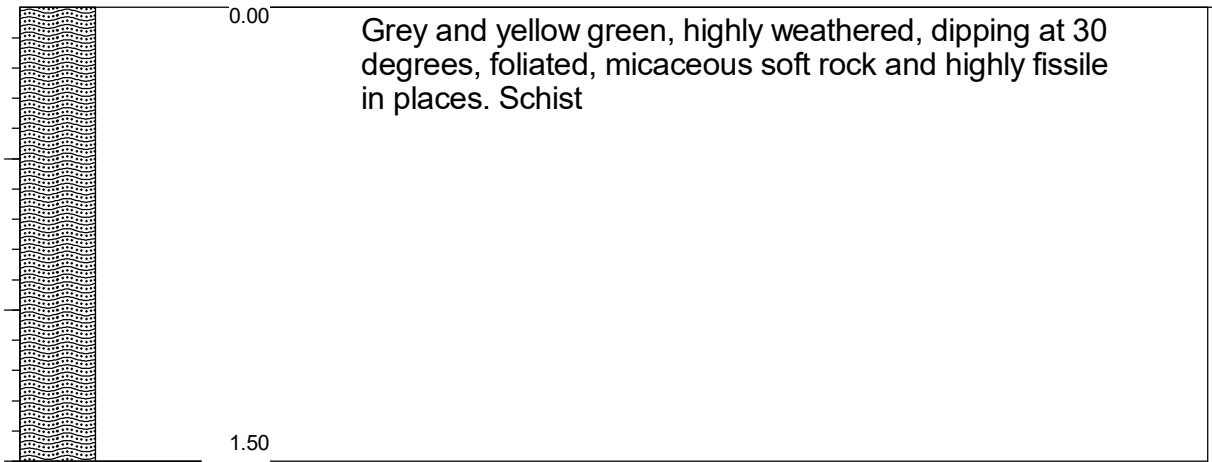 0.00
Grey and yellow green, highly weathered, dipping at 30
degrees, foliated, micaceous soft rock and highly fissile
in places. Schist
1.50